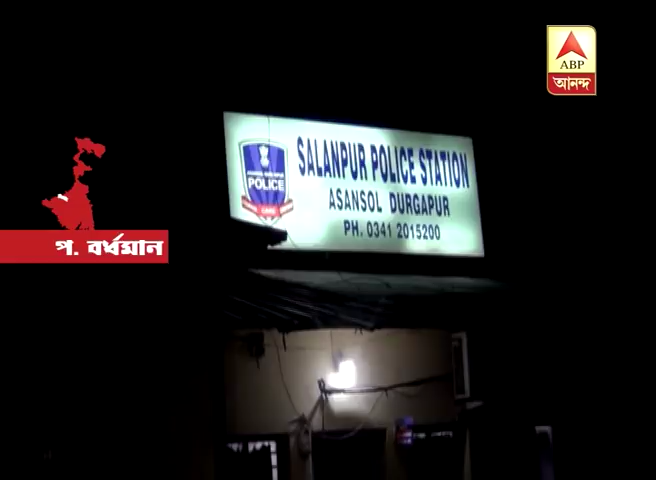 ABP
আনন্দ
SALANPUR POLICE STATION
POLICE
ASANSOL DURGAPUR
PH. 0341 2015200
প. বর্ধমান